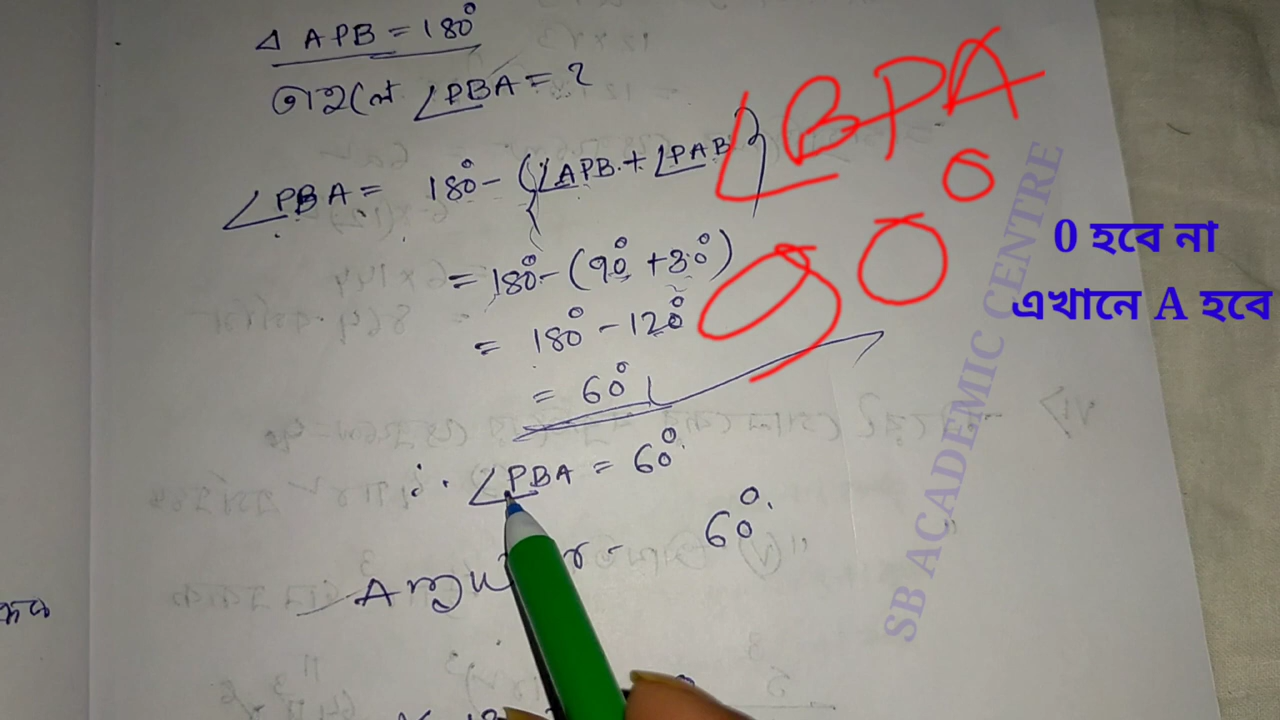 △ APB = 180°
তাহলে ∠PBA = ?
∠PBA = 180° - {(∠APB + ∠PAB}
= 180° - (90° + 30°)
= 180° - 120°
= 60°
∴ ∠PBA = 60°
60°
∠BPA
90°
0 হবে না
এখানে A হবে
SB ACADEMIC CENTRE